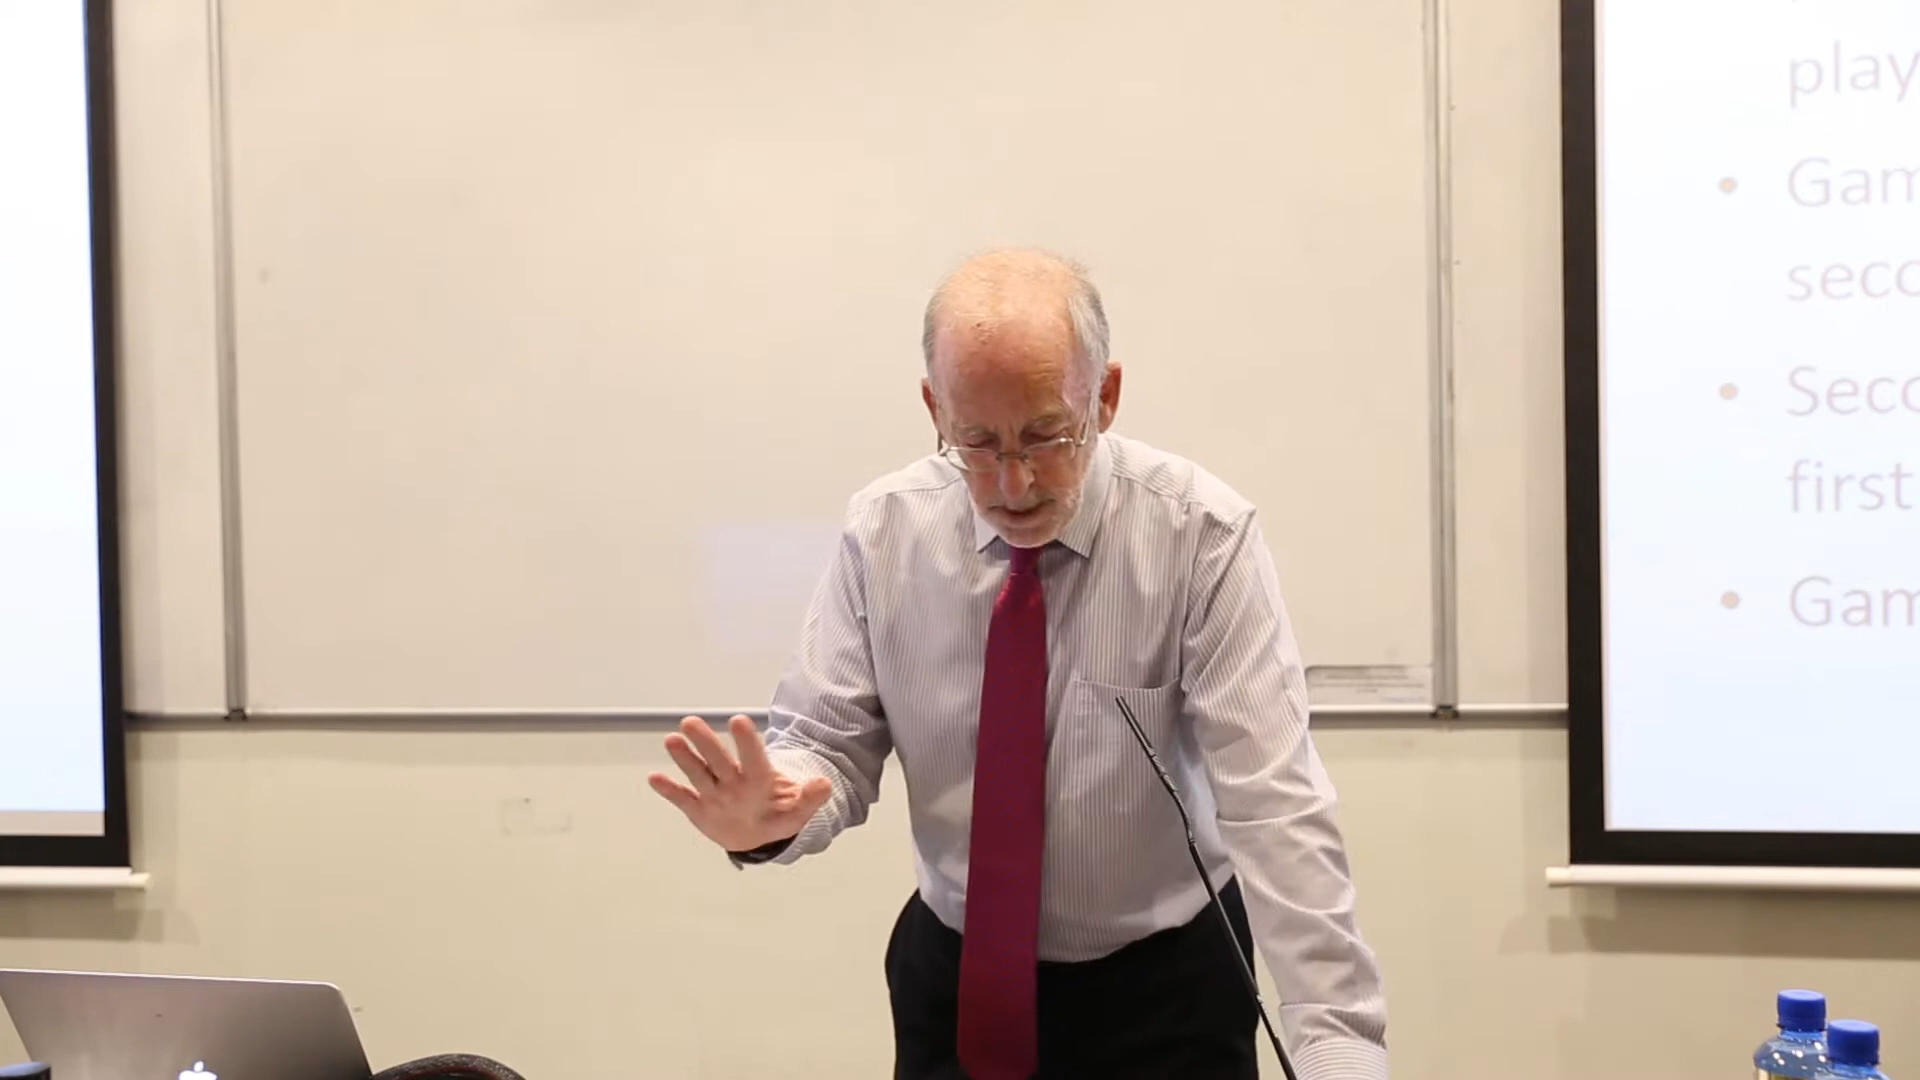 play
• Gam
seco
• Seco
first
• Gam